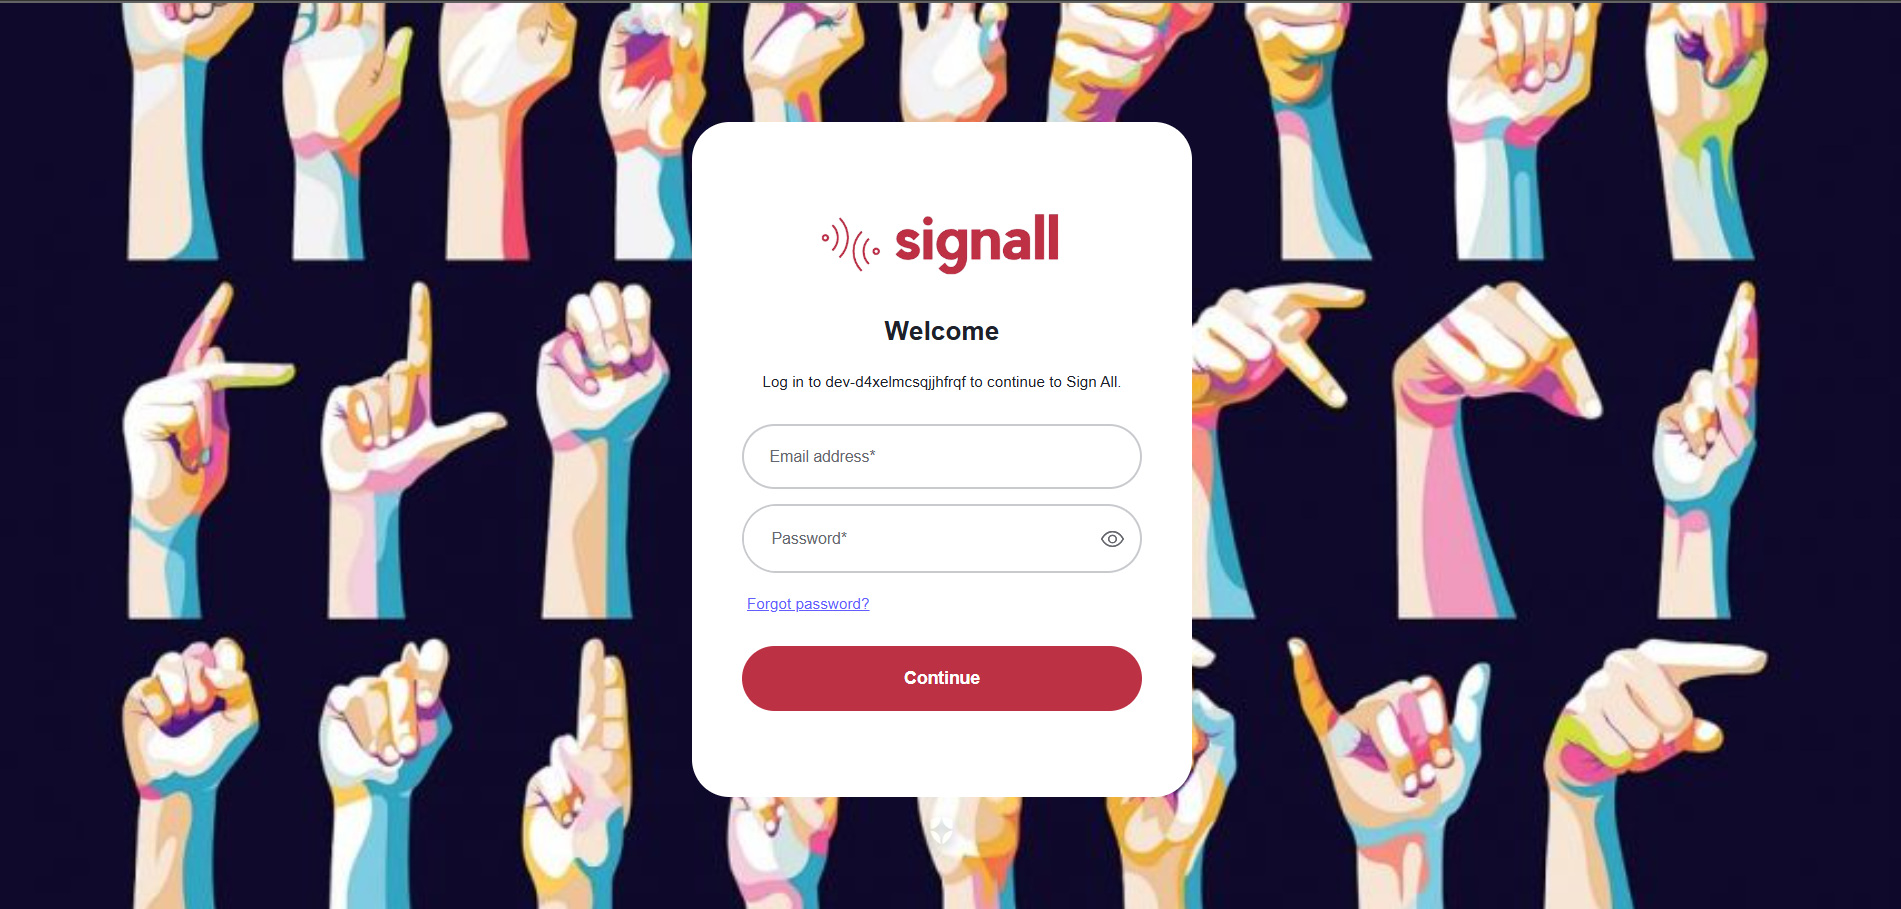 signall
Welcome
Log in to dev-d4xelmcsqjjhfrqf to continue to Sign All.
Email address*
Password*
Forgot password?
Continue